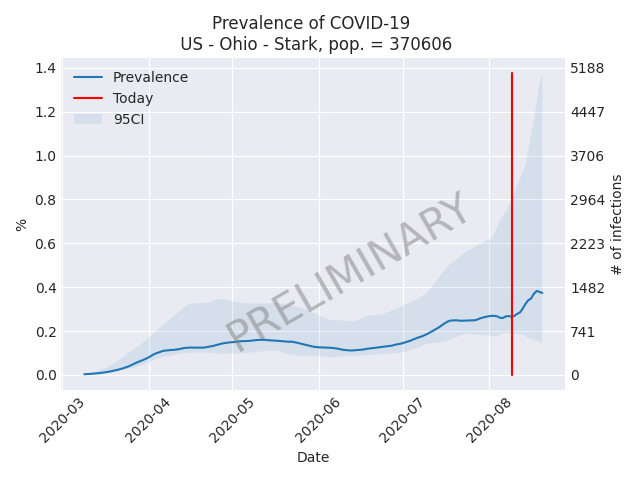 Prevalence of COVID-19
US - Ohio - Stark, pop. = 370606
Prevalence
Today
95CI
1.4
1.2
1.0
0.8
0.6
0.4
0.2
0.0
%
5188
4447
3706
2964
2223
1482
741
0
# of infections
PRELIMINARY
2020-03
2020-04
2020-05
2020-06
2020-07
2020-08
Date